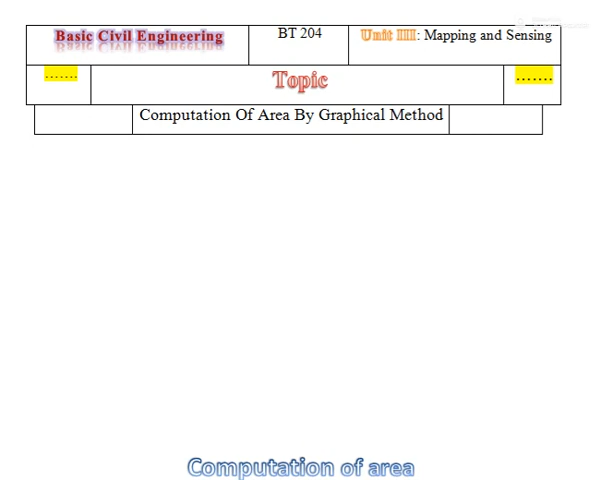 Basic Civil Engineering BT 204 Unit III: Mapping and Sensing
....... Topic .......
Computation Of Area By Graphical Method
Computation of area